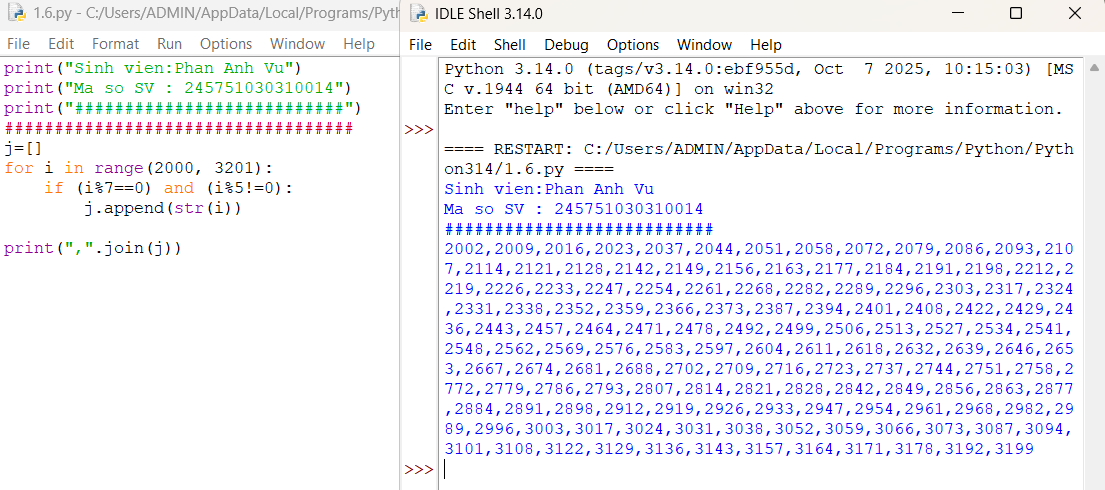 1.6.py - C:/Users/ADMIN/AppData/Local/Programs/Pyth
File Edit Format Run Options Window Help
print("Sinh vien:Phan Anh Vu")
print("Ma so SV : 245751030310014")
print("###########################")
###################################
j=[]
for i in range(2000, 3201):
    if (i%7==0) and (i%5!=0):
        j.append(str(i))
print(",".join(j))
IDLE Shell 3.14.0
File Edit Shell Debug Options Window Help
Python 3.14.0 (tags/v3.14.0:ebf955d, Oct  7 2025, 10:15:03) [MS
C v.1944 64 bit (AMD64)] on win32
Enter "help" below or click "Help" above for more information.
>>>
==== RESTART: C:/Users/ADMIN/AppData/Local/Programs/Python/Pyth
on314/1.6.py ====
Sinh vien:Phan Anh Vu
Ma so SV : 245751030310014
###########################
2002,2009,2016,2023,2037,2044,2051,2058,2072,2079,2086,2093,210
7,2114,2121,2128,2142,2149,2156,2163,2177,2184,2191,2198,2212,2
219,2226,2233,2247,2254,2261,2268,2282,2289,2296,2303,2317,2324
,2331,2338,2352,2359,2366,2373,2387,2394,2401,2408,2422,2429,24
36,2443,2457,2464,2471,2478,2492,2499,2506,2513,2527,2534,2541,
2548,2562,2569,2576,2583,2597,2604,2611,2618,2632,2639,2646,265
3,2667,2674,2681,2688,2702,2709,2716,2723,2737,2744,2751,2758,2
772,2779,2786,2793,2807,2814,2821,2828,2842,2849,2856,2863,2877
,2884,2891,2898,2912,2919,2926,2933,2947,2954,2961,2968,2982,29
89,2996,3003,3017,3024,3031,3038,3052,3059,3066,3073,3087,3094,
3101,3108,3122,3129,3136,3143,3157,3164,3171,3178,3192,3199
>>>